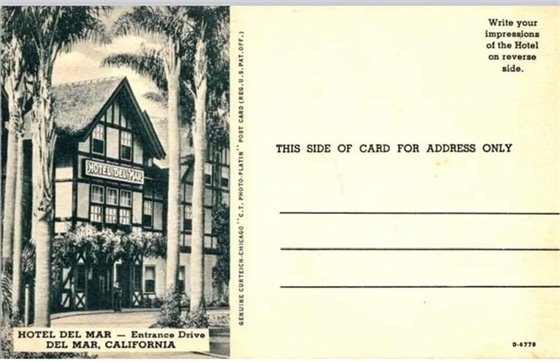 Write your
impressions
of the Hotel
on reverse
side.
HOTEL DEL MAR
GENUINE CURTEICH-CHICAGO "C.T. PHOTO-PLATIN" POST CARD (REG. U.S. PAT. OFF.)
THIS SIDE OF CARD FOR ADDRESS ONLY
HOTEL DEL MAR — Entrance Drive
DEL MAR, CALIFORNIA
D-6778